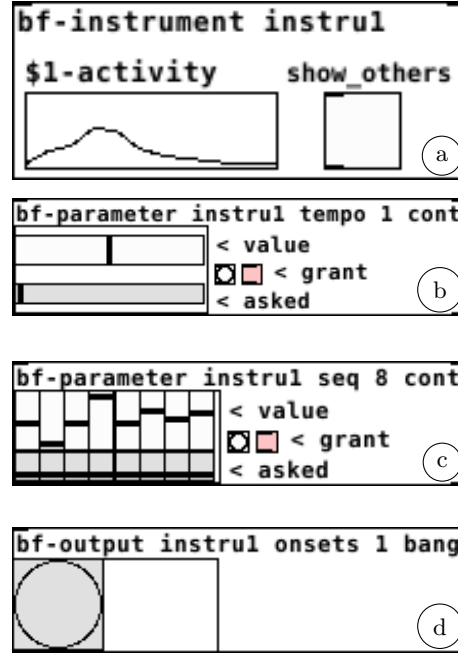 bf-instrument instru1
$1-activity show_others
a
bf-parameter instru1 tempo 1 cont
< value
< grant
b
< asked
bf-parameter instru1 seq 8 cont
< value
< grant
c
< asked
bf-output instru1 onsets 1 bang
d